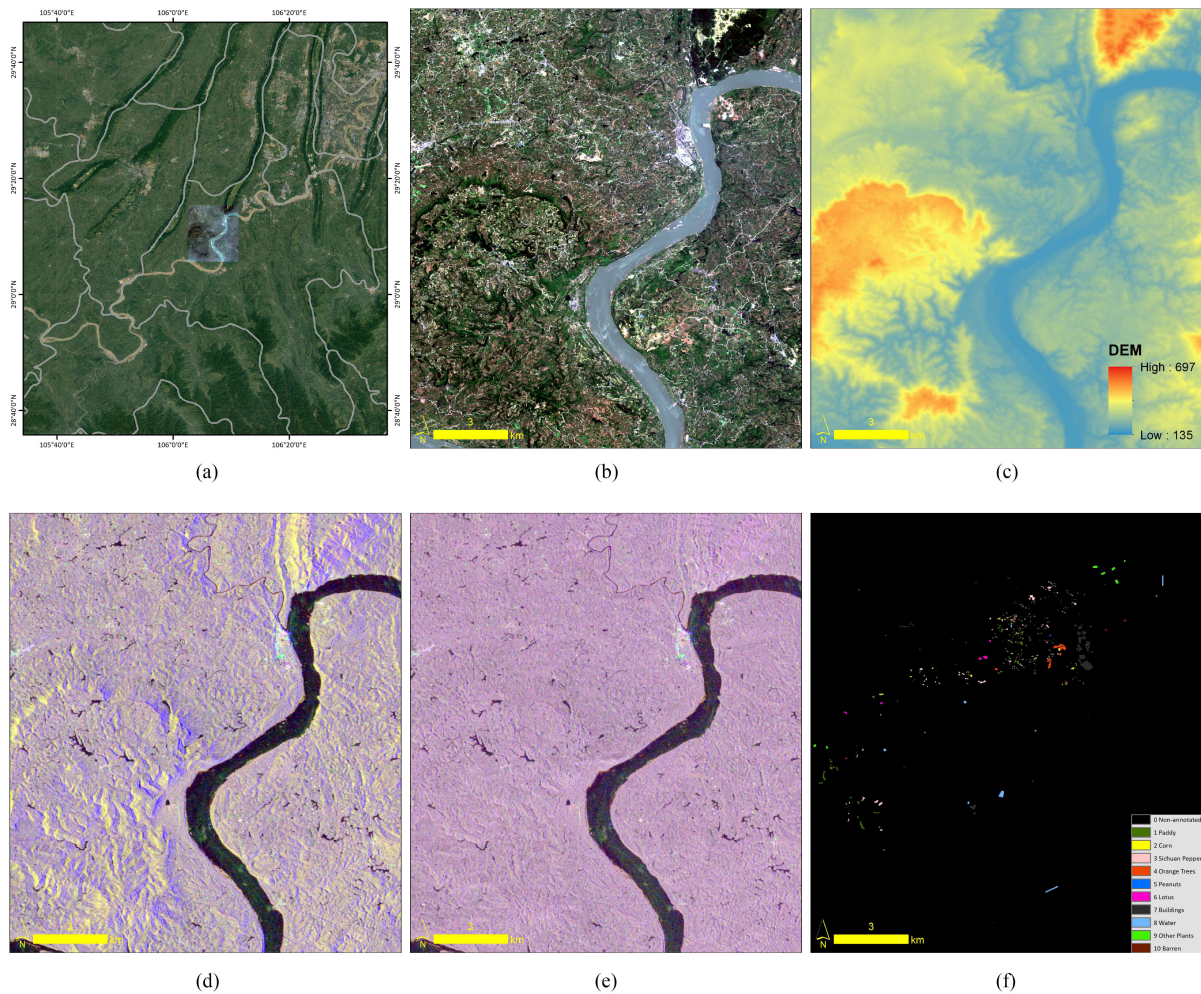 105°40'0"E 106°0'0"E 106°20'0"E
29°40'0"N
29°20'0"N
29°0'0"N
28°40'0"N
29°40'0"N
29°20'0"N
29°0'0"N
28°40'0"N
105°40'0"E 106°0'0"E 106°20'0"E
(a)
N
3
km
(b)
DEM
High : 697
Low : 135
N
3
km
(c)
N
km
(d)
N
km
(e)
0 Non-annotated
1 Paddy
2 Corn
3 Sichuan Pepper
4 Orange Trees
5 Peanuts
6 Lotus
7 Buildings
8 Water
9 Other Plants
10 Barren
N
3
km
(f)